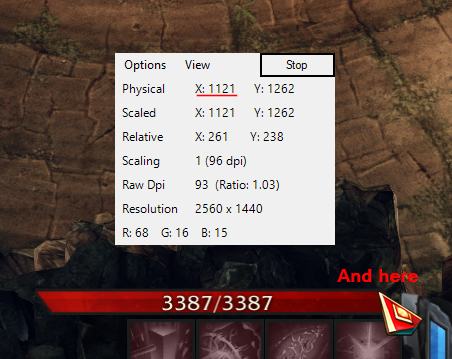 Options View Stop
Physical X: 1121 Y: 1262
Scaled X: 1121 Y: 1262
Relative X: 261 Y: 238
Scaling 1 (96 dpi)
Raw Dpi 93 (Ratio: 1.03)
Resolution 2560 x 1440
R: 68 G: 16 B: 15
And here
3387/3387